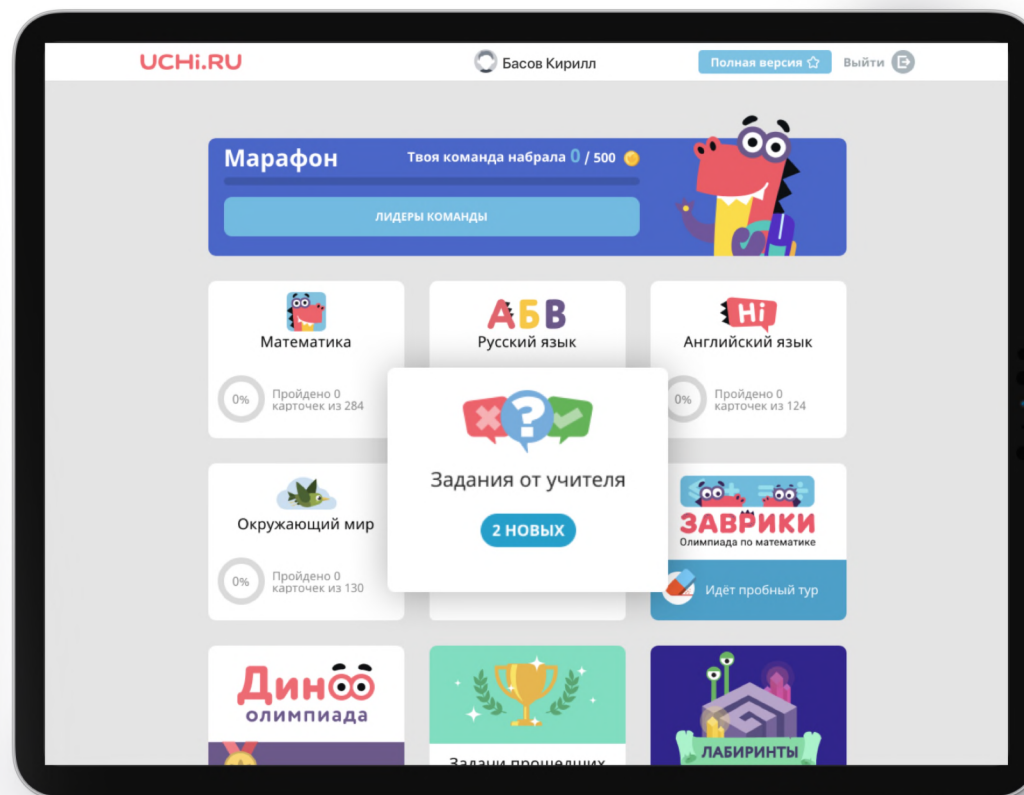 UCHi.RU
Басов Кирилл
Полная версия
Выйти
Марафон
Твоя команда набрала 0 / 500
ЛИДЕРЫ КОМАНДЫ
Математика
Пройдено 0
карточек из 284
АБВ
Русский язык
Hi
Английский язык
0%
0%
Пройдено 0
карточек из 124
Задания от учителя
2 НОВЫХ
Окружающий мир
0%
Пройдено 0
карточек из 130
ЗАВРИКИ
Олимпиада по математике
Идёт пробный тур
Дино
олимпиада
Задачи прошедших
ЛАБИРИНТЫ